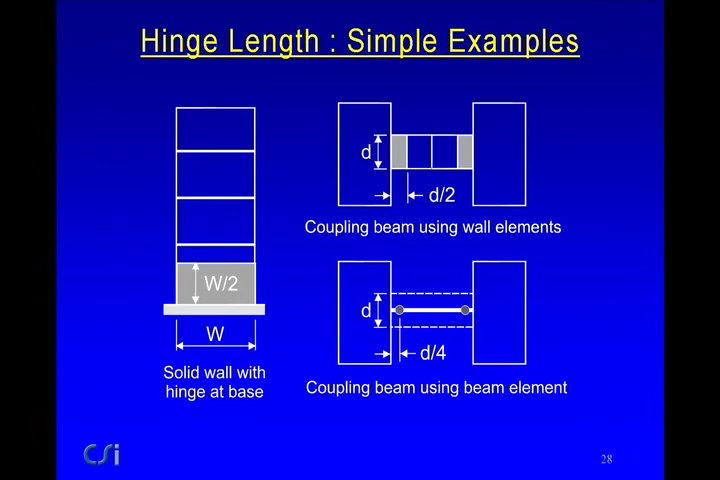 Hinge Length : Simple Examples
W/2
W
Solid wall with
hinge at base
d
d/2
Coupling beam using wall elements
d
d/4
Coupling beam using beam element
CSi
28